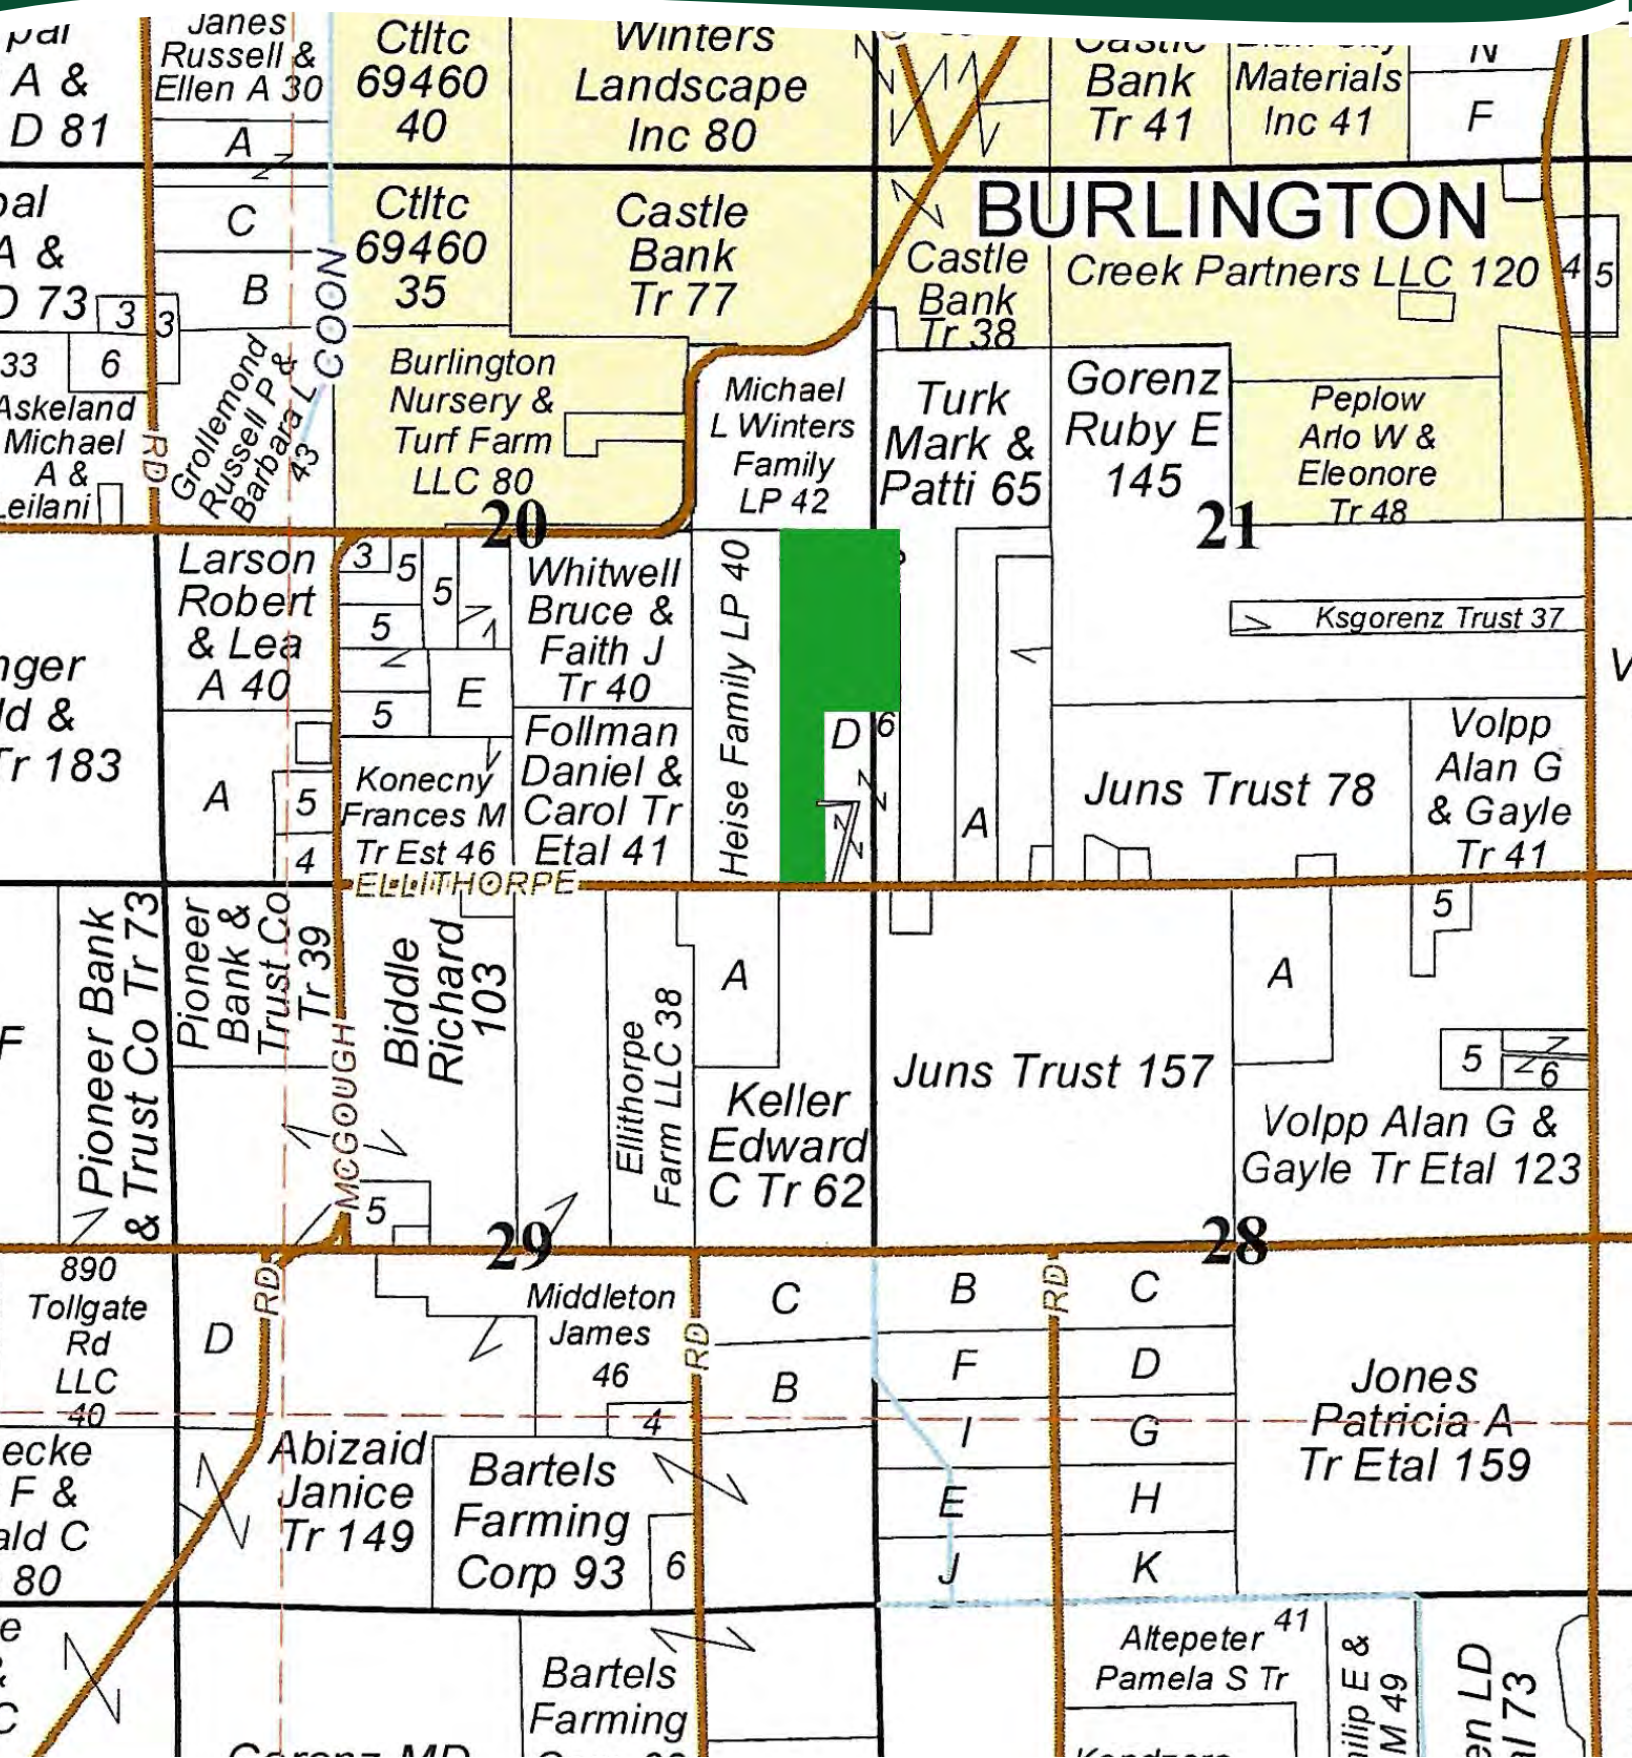 Janes
Russell &
Ellen A 30
A &
D 81
A
Ctltc
69460
40
Winters
Landscape
Inc 80
Bank
Tr 41
Materials
Inc 41
N
F
BURLINGTON
A &
73
3
3
33
6
C
B
COON
Ctltc
69460
35
Castle
Bank
Tr 77
Castle
Bank
Tr 38
Creek Partners LLC 120
4
5
Askeland
Michael
A &
Leilani
RD
Grollemond
Russell P &
Barbara L
43
Burlington
Nursery &
Turf Farm
LLC 80
Michael
L Winters
Family
LP 42
Turk
Mark &
Patti 65
Gorenz
Ruby E
145
Peplow
Arlo W &
Eleonore
Tr 48
20
21
Larson
Robert
& Lea
A 40
3
5
5
5
5
E
Whitwell
Bruce &
Faith J
Tr 40
Heise Family LP 40
Ksgorenz Trust 37
Tr 183
A
5
4
Konecny
Frances M
Tr Est 46
Follman
Daniel &
Carol Tr
Etal 41
D
6
A
Juns Trust 78
Volpp
Alan G
& Gayle
Tr 41
ELLITHORPE
Pioneer Bank
& Trust Co Tr 73
Pioneer
Bank &
Trust Co
Tr 39
MCGOUGH
Biddle
Richard
103
Ellithorpe
Farm LLC 38
A
Keller
Edward
C Tr 62
Juns Trust 157
A
5
5
6
Volpp Alan G &
Gayle Tr Etal 123
F
5
29
28
890
Tollgate
Rd
LLC
40
D
RD
Middleton
James
46
4
RD
C
B
B
F
I
E
J
RD
C
D
G
H
K
Jones
Patricia A
Tr Etal 159
ecke
F &
ald C
80
Abizaid
Janice
Tr 149
Bartels
Farming
Corp 93
6
Bartels
Farming
Altepeter 41
Pamela S Tr
M 49